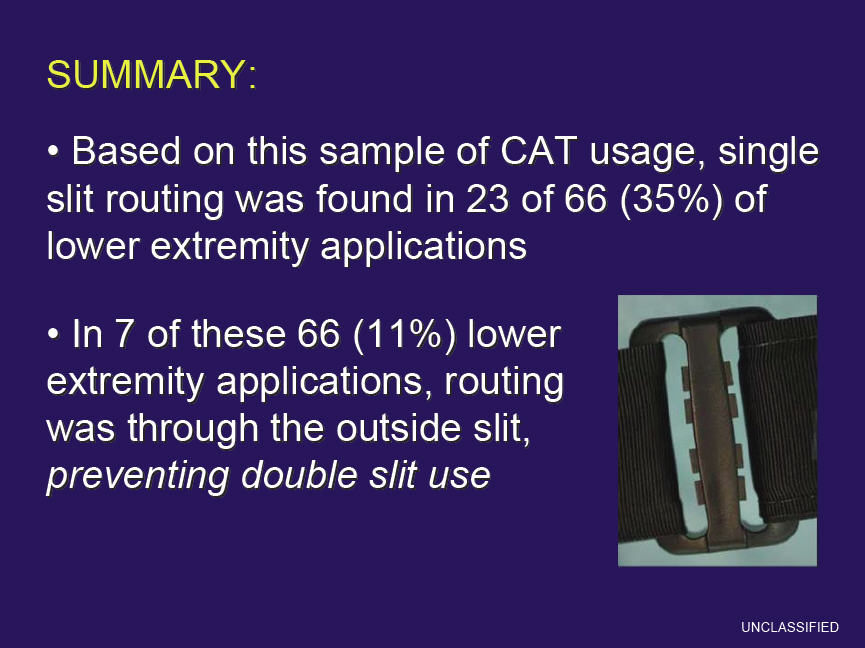 SUMMARY:
• Based on this sample of CAT usage, single
slit routing was found in 23 of 66 (35%) of
lower extremity applications
• In 7 of these 66 (11%) lower
extremity applications, routing
was through the outside slit,
preventing double slit use
UNCLASSIFIED